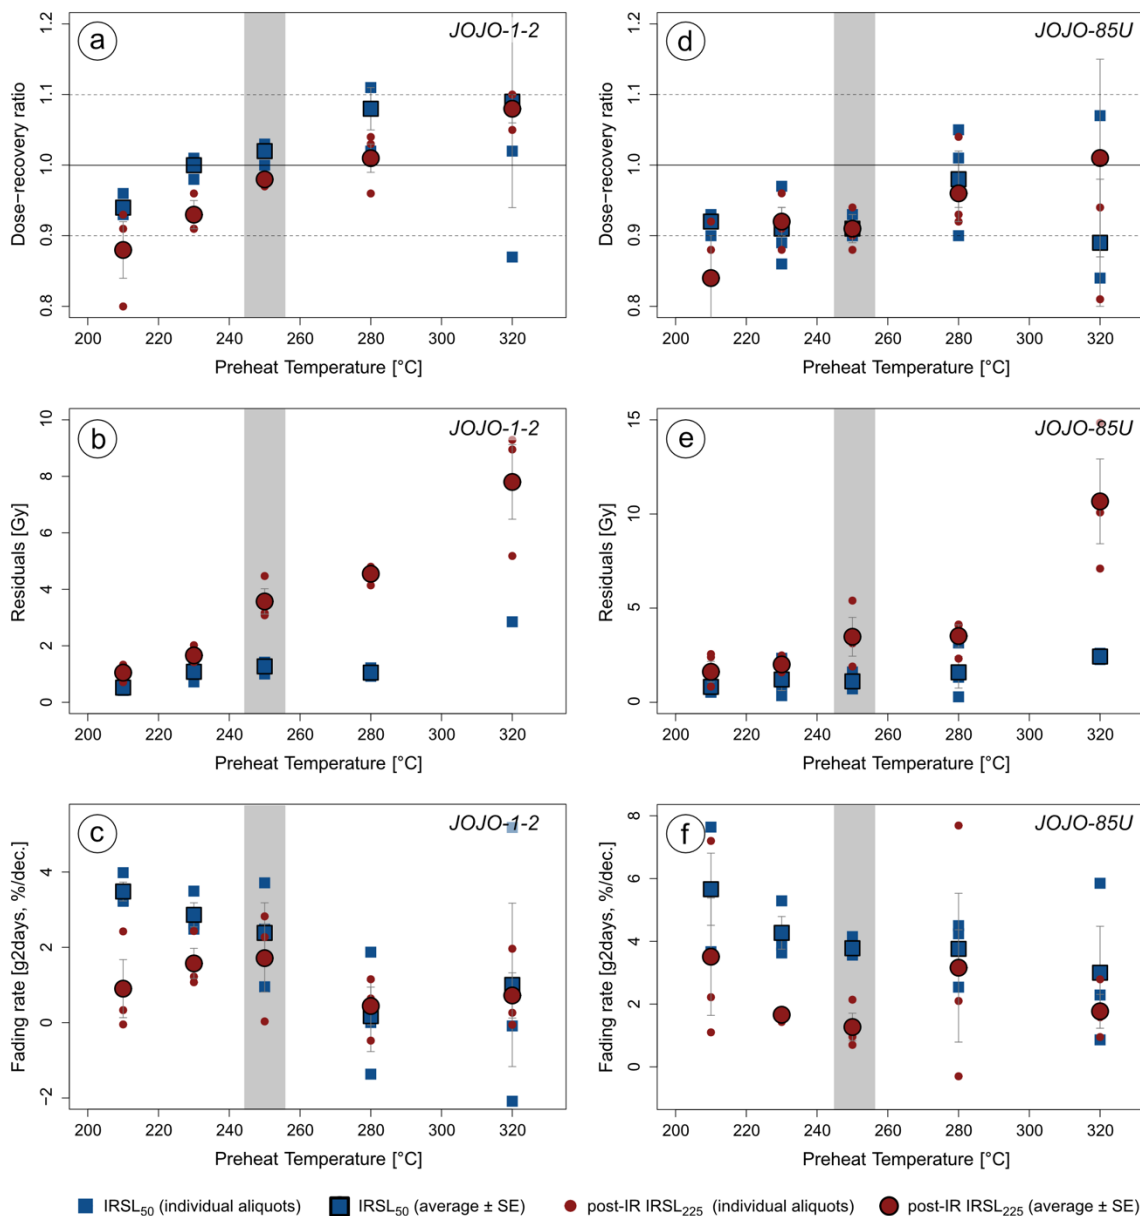 a
JOJO-1-2
Dose-recovery ratio
1.2
1.1
1.0
0.9
0.8
200 220 240 260 280 300 320
Preheat Temperature [°C]
d
JOJO-85U
Dose-recovery ratio
1.2
1.1
1.0
0.9
0.8
200 220 240 260 280 300 320
Preheat Temperature [°C]
b
JOJO-1-2
Residuals [Gy]
10
8
6
4
2
0
200 220 240 260 280 300 320
Preheat Temperature [°C]
e
JOJO-85U
Residuals [Gy]
15
10
5
0
200 220 240 260 280 300 320
Preheat Temperature [°C]
c
JOJO-1-2
Fading rate [g2days, %/dec.]
4
2
0
−2
200 220 240 260 280 300 320
Preheat Temperature [°C]
f
JOJO-85U
Fading rate [g2days, %/dec.]
8
6
4
2
0
200 220 240 260 280 300 320
Preheat Temperature [°C]
IRSL₅₀ (individual aliquots) IRSL₅₀ (average ± SE) post-IR IRSL₂₂₅ (individual aliquots) post-IR IRSL₂₂₅ (average ± SE)